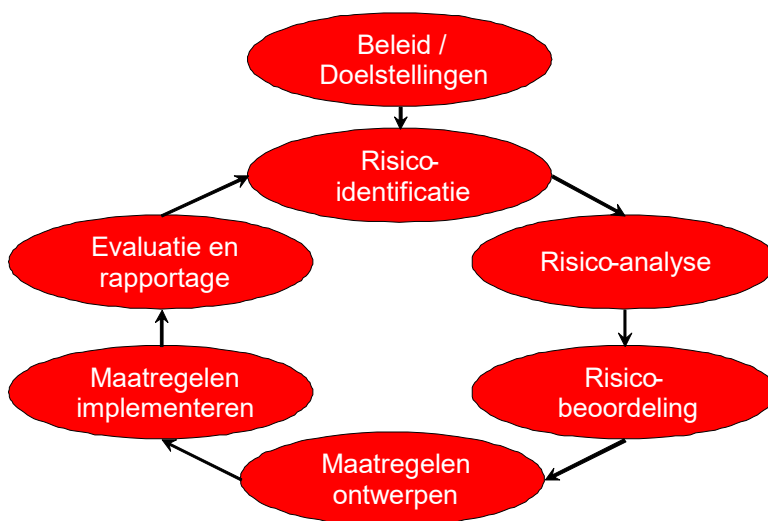 Beleid /
Doelstellingen
Risico-
identificatie
Risico-analyse
Risico-
beoordeling
Maatregelen
ontwerpen
Maatregelen
implementeren
Evaluatie en
rapportage